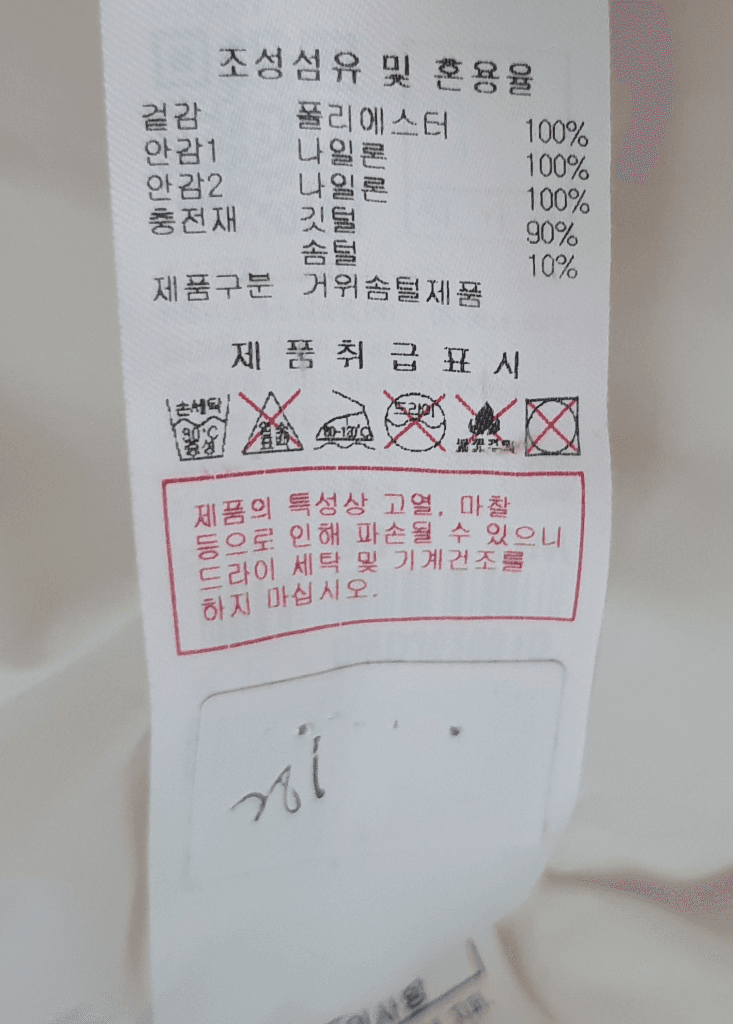 조성섬유 및 혼용율
겉감 폴리에스터 100%
안감1 나일론 100%
안감2 나일론 100%
충전재 깃털 90%
솜털 10%
제품구분 거위솜털제품
제 품 취 급 표 시
손세탁 드라이
30℃ 80-120℃
중성
제품의 특성상 고열, 마찰
등으로 인해 파손될 수 있으니
드라이 세탁 및 기계건조를
하지 마십시오.